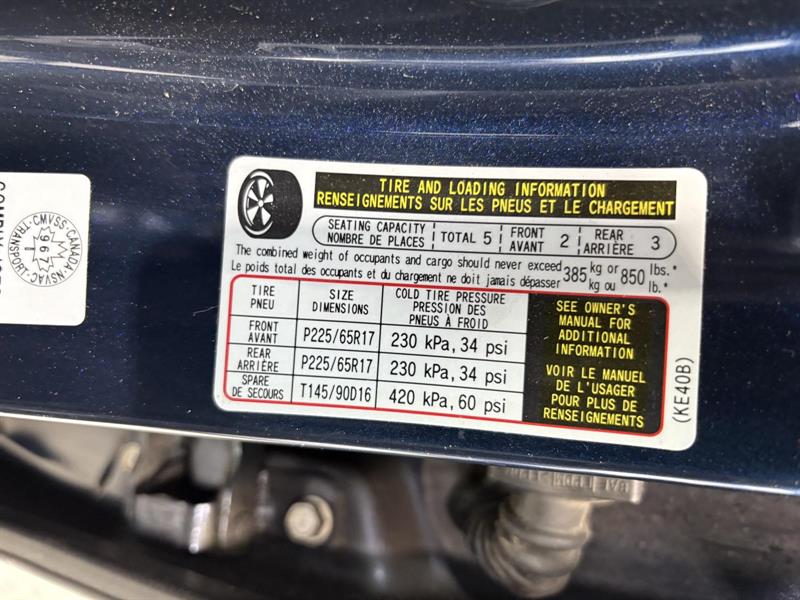 TIRE AND LOADING INFORMATION
RENSEIGNEMENTS SUR LES PNEUS ET LE CHARGEMENT
SEATING CAPACITY
NOMBRE DE PLACES
TOTAL 5
FRONT
AVANT
2
REAR
ARRIÈRE
3
The combined weight of occupants and cargo should never exceed 385 kg or 850 lbs.*
Le poids total des occupants et du chargement ne doit jamais dépasser kg ou lb.*
TIRE
PNEU
SIZE
DIMENSIONS
COLD TIRE PRESSURE
PRESSION DES
PNEUS À FROID
FRONT
AVANT
P225/65R17
230 kPa, 34 psi
REAR
ARRIÈRE
P225/65R17
230 kPa, 34 psi
SPARE
DE SECOURS
T145/90D16
420 kPa, 60 psi
SEE OWNER'S
MANUAL FOR
ADDITIONAL
INFORMATION
VOIR LE MANUEL
DE L'USAGER
POUR PLUS DE
RENSEIGNEMENTS
(KE40B)
CANADA
CMVSS
NSVAC
TRANSPORT
967